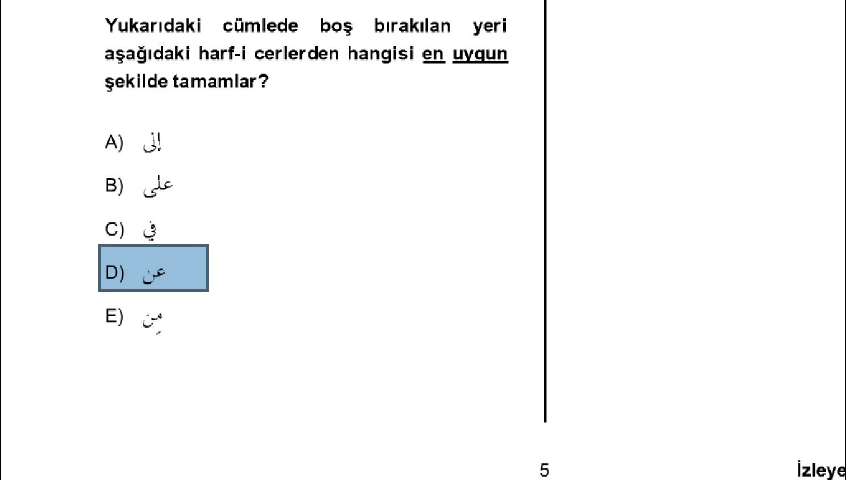 Yukarıdaki cümlede boş bırakılan yeri
aşağıdaki harf-i cerlerden hangisi en uygun
şekilde tamamlar?
A) إلى
B) على
C) في
D) عن
E) مِن
5
İzleye